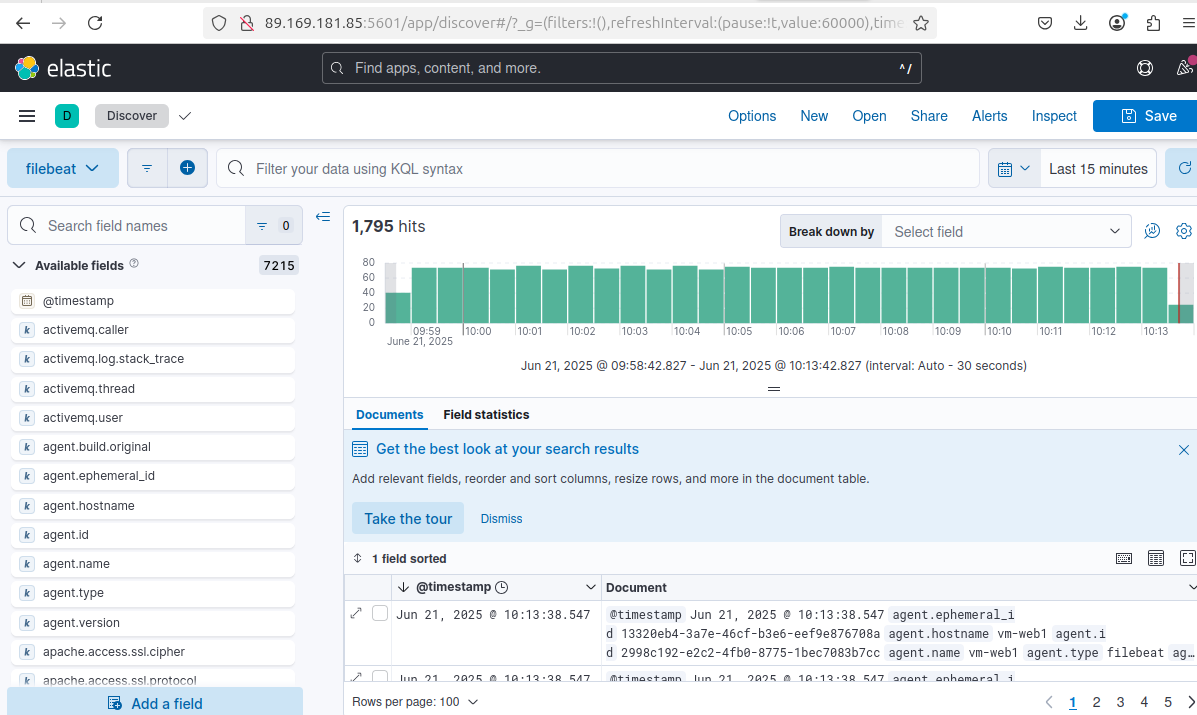 89.169.181.85:5601/app/discover#/?_g=(filters:!(),refreshInterval:(pause:!t,value:60000),time
elastic
Find apps, content, and more.
^/
D
Discover
Options
New
Open
Share
Alerts
Inspect
Save
filebeat
Filter your data using KQL syntax
Last 15 minutes
Search field names
0
Available fields
7215
@timestamp
k activemq.caller
k activemq.log.stack_trace
k activemq.thread
k activemq.user
k agent.build.original
k agent.ephemeral_id
k agent.hostname
k agent.id
k agent.name
k agent.type
k agent.version
k apache.access.ssl.cipher
k apache.access.ssl.protocol
Add a field
1,795 hits
Break down by Select field
80
60
40
20
0
09:59 10:00 10:01 10:02 10:03 10:04 10:05 10:06 10:07 10:08 10:09 10:10 10:11 10:12 10:13
June 21, 2025
Jun 21, 2025 @ 09:58:42.827 - Jun 21, 2025 @ 10:13:42.827 (interval: Auto - 30 seconds)
Documents Field statistics
Get the best look at your search results
Add relevant fields, reorder and sort columns, resize rows, and more in the document table.
Take the tour Dismiss
1 field sorted
@timestamp Document
Jun 21, 2025 @ 10:13:38.547 @timestamp Jun 21, 2025 @ 10:13:38.547 agent.ephemeral_i
d 13320eb4-3a7e-46cf-b3e6-eef9e876708a agent.hostname vm-web1 agent.i
d 2998c192-e2c2-4fb0-8775-1bec7083b7cc agent.name vm-web1 agent.type filebeat ag…
Jun 21, 2025 @ 10:13:38.547 @timestamp Jun 21, 2025 @ 10:13:38.547 agent.ephemeral_i
Rows per page: 100
1 2 3 4 5